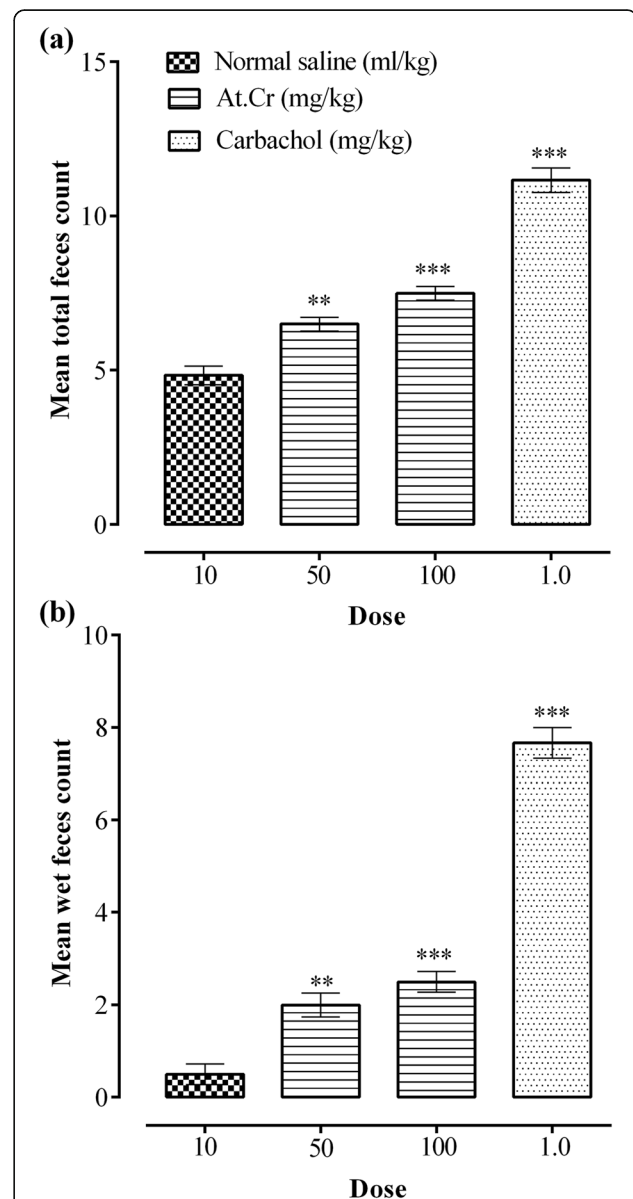 (a)
15
Normal saline (ml/kg)
At.Cr (mg/kg)
Carbachol (mg/kg)
***
10
***
**
5
0
Mean total feces count
10 50 100 1.0
Dose
(b)
10
***
8
6
4
***
**
2
0
Mean wet feces count
10 50 100 1.0
Dose